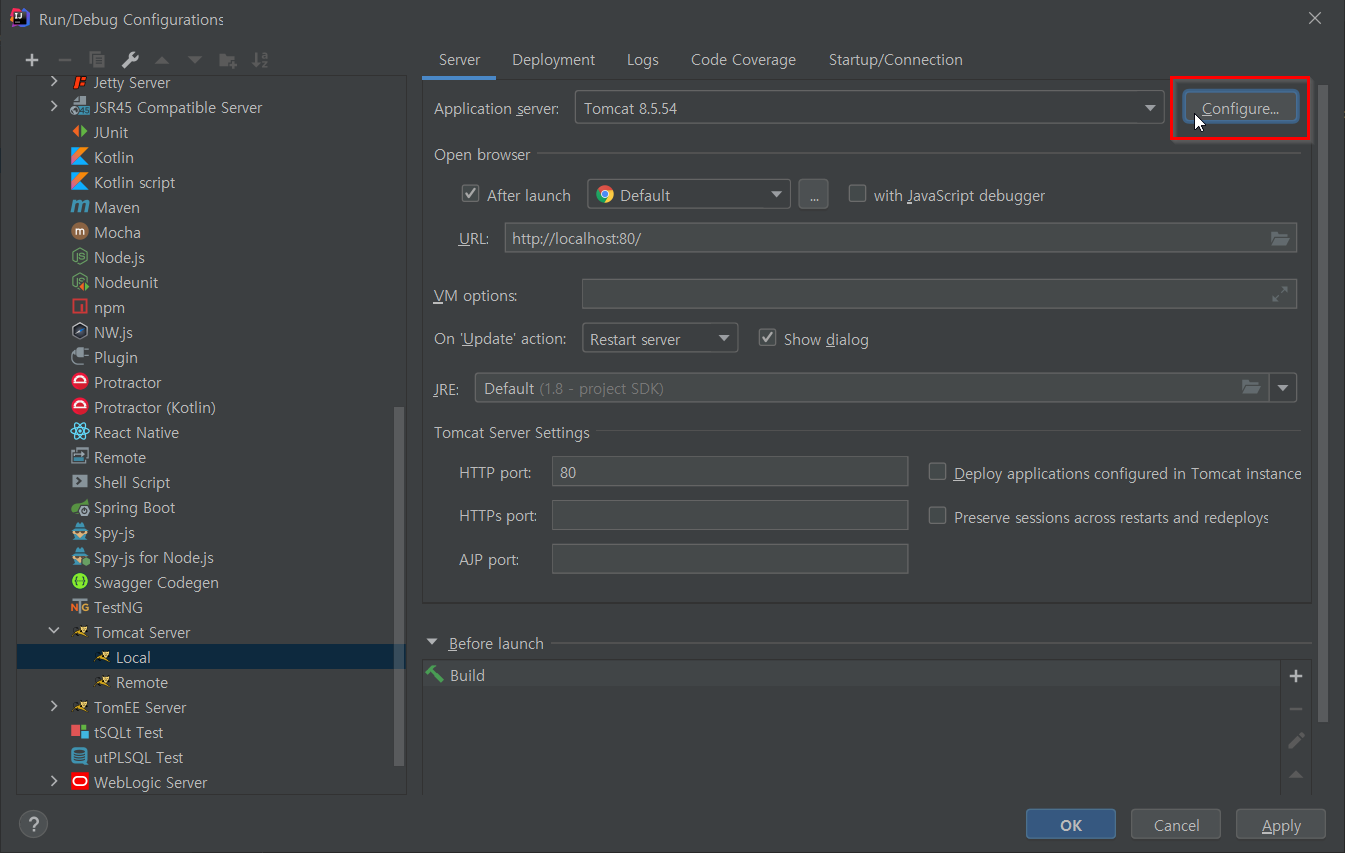 Run/Debug Configurations
Jetty Server
JSR45 Compatible Server
JUnit
Kotlin
Kotlin script
Maven
Mocha
Node.js
Nodeunit
npm
NW.js
Plugin
Protractor
Protractor (Kotlin)
React Native
Remote
Shell Script
Spring Boot
Spy-js
Spy-js for Node.js
Swagger Codegen
TestNG
Tomcat Server
Local
Remote
TomEE Server
tSQLt Test
utPLSQL Test
WebLogic Server
?
Server Deployment Logs Code Coverage Startup/Connection
Application server: Tomcat 8.5.54 Configure...
Open browser
After launch Default ... with JavaScript debugger
URL: http://localhost:80/
VM options:
On 'Update' action: Restart server Show dialog
JRE: Default (1.8 - project SDK)
Tomcat Server Settings
HTTP port: 80 Deploy applications configured in Tomcat instance
HTTPs port: Preserve sessions across restarts and redeploys
AJP port:
Before launch
Build
OK Cancel Apply